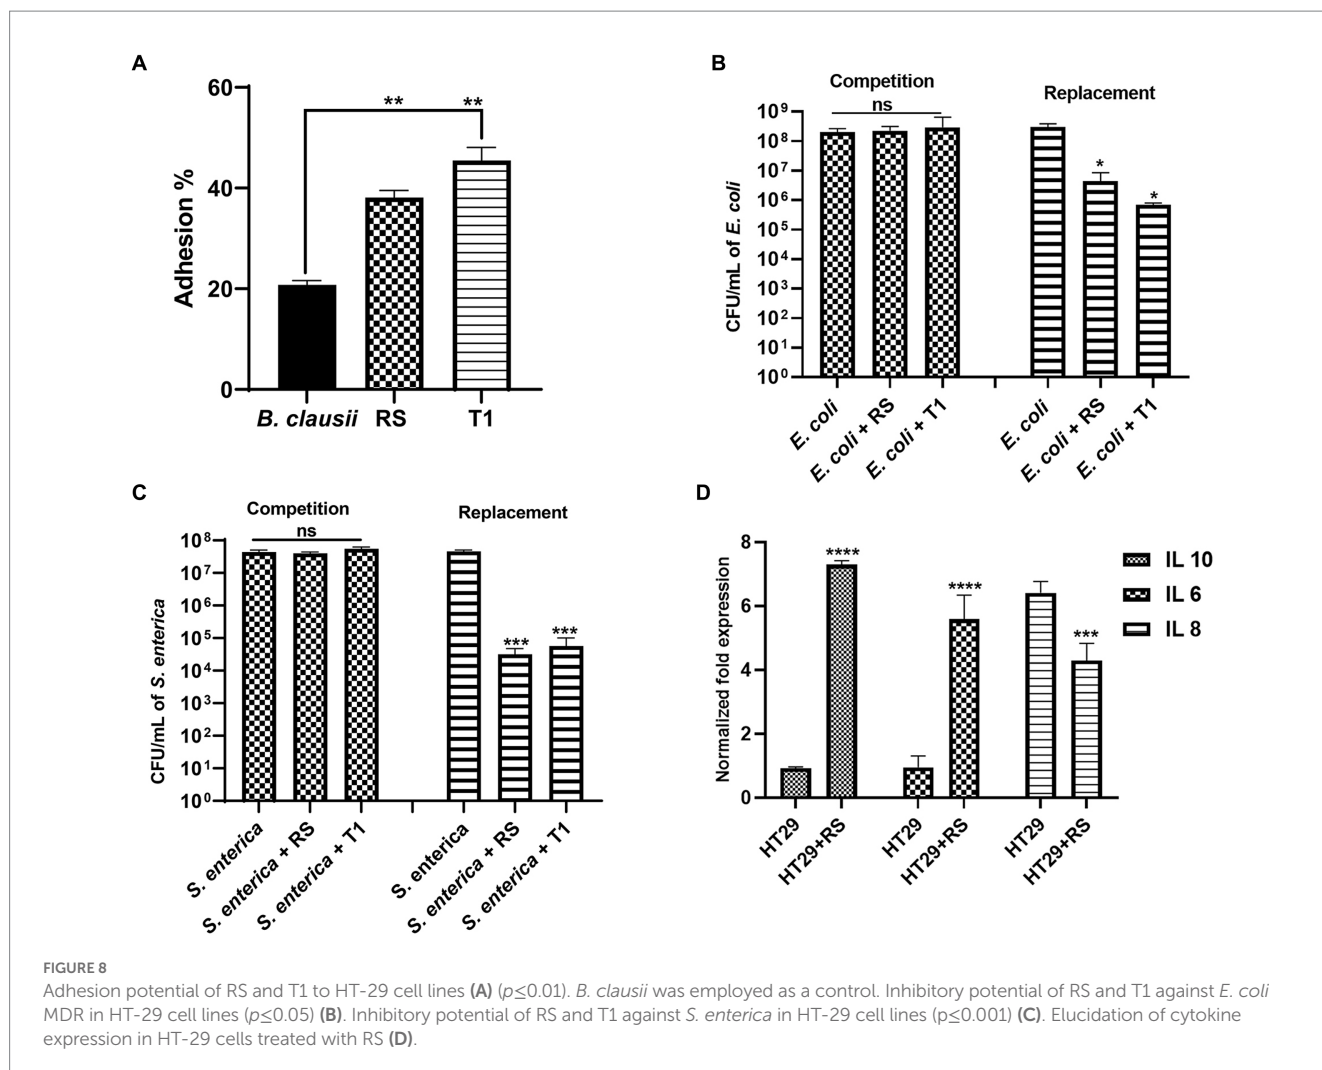 A
60
40
20
0
Adhesion %
** **
B. clausii RS T1
B
Competition
ns
Replacement
10⁹
10⁸
10⁷
10⁶
10⁵
10⁴
10³
10²
10¹
10⁰
CFU/mL of E. coli
*
*
E. coli
E. coli + RS
E. coli + T1
E. coli
E. coli + RS
E. coli + T1
C
Competition
ns
Replacement
10⁸
10⁷
10⁶
10⁵
10⁴
10³
10²
10¹
10⁰
CFU/mL of S. enterica
***
***
S. enterica
S. enterica + RS
S. enterica + T1
S. enterica
S. enterica + RS
S. enterica + T1
D
8
6
4
2
0
Normalized fold expression
****
****
***
HT29
HT29+RS
HT29
HT29+RS
HT29
HT29+RS
IL 10
IL 6
IL 8
FIGURE 8
Adhesion potential of RS and T1 to HT-29 cell lines (A) (p≤0.01). B. clausii was employed as a control. Inhibitory potential of RS and T1 against E. coli
MDR in HT-29 cell lines (p≤0.05) (B). Inhibitory potential of RS and T1 against S. enterica in HT-29 cell lines (p≤0.001) (C). Elucidation of cytokine
expression in HT-29 cells treated with RS (D).